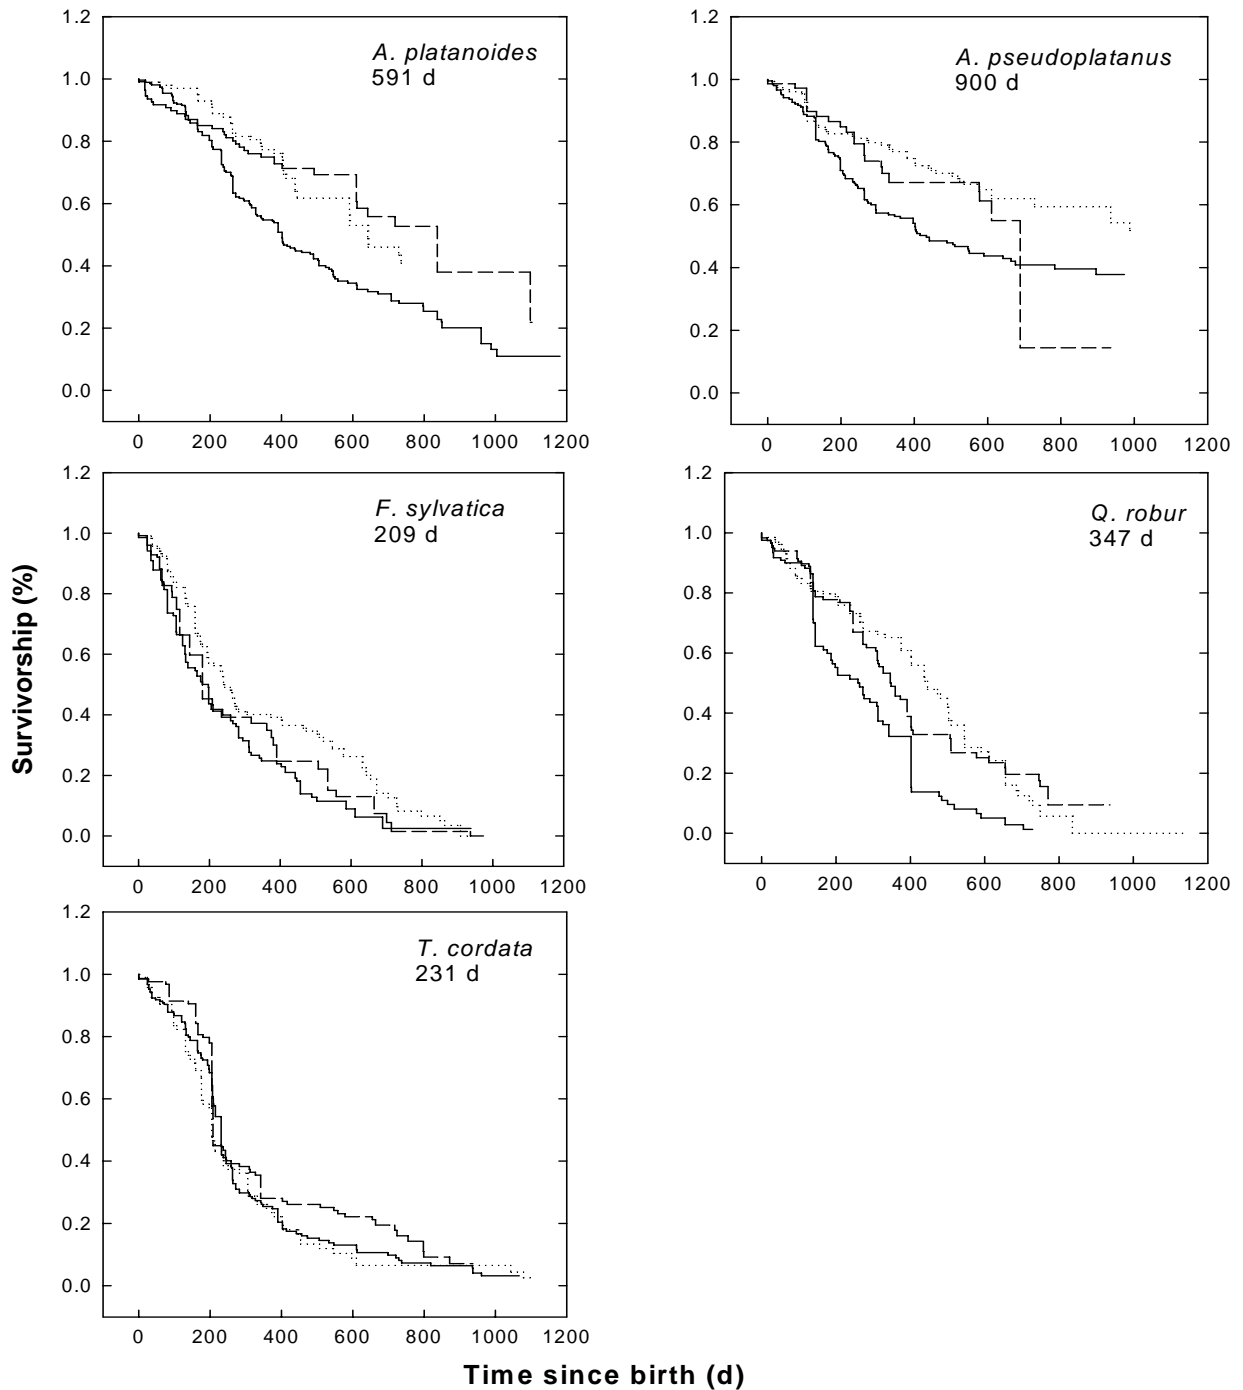 1.2
1.0
0.8
0.6
0.4
0.2
0.0
A. platanoides
591 d
0 200 400 600 800 1000 1200
1.2
1.0
0.8
0.6
0.4
0.2
0.0
A. pseudoplatanus
900 d
0 200 400 600 800 1000 1200
Survivorship (%)
1.2
1.0
0.8
0.6
0.4
0.2
0.0
F. sylvatica
209 d
0 200 400 600 800 1000 1200
1.2
1.0
0.8
0.6
0.4
0.2
0.0
Q. robur
347 d
0 200 400 600 800 1000 1200
1.2
1.0
0.8
0.6
0.4
0.2
0.0
T. cordata
231 d
0 200 400 600 800 1000 1200
Time since birth (d)